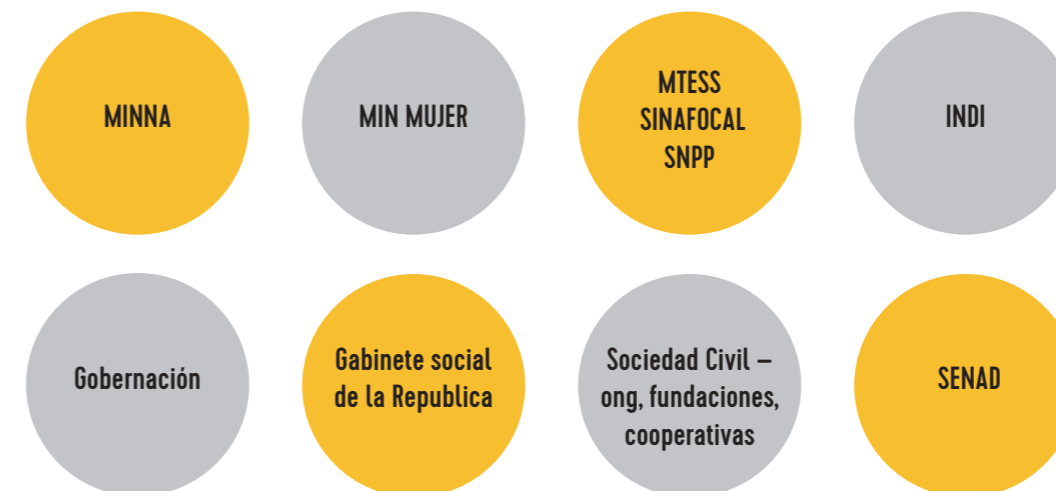 MINNA
MIN MUJER
MTESS
SINAFOCAL
SNPP
INDI
Gobernación
Gabinete social
de la Republica
Sociedad Civil –
ong, fundaciones,
cooperativas
SENAD